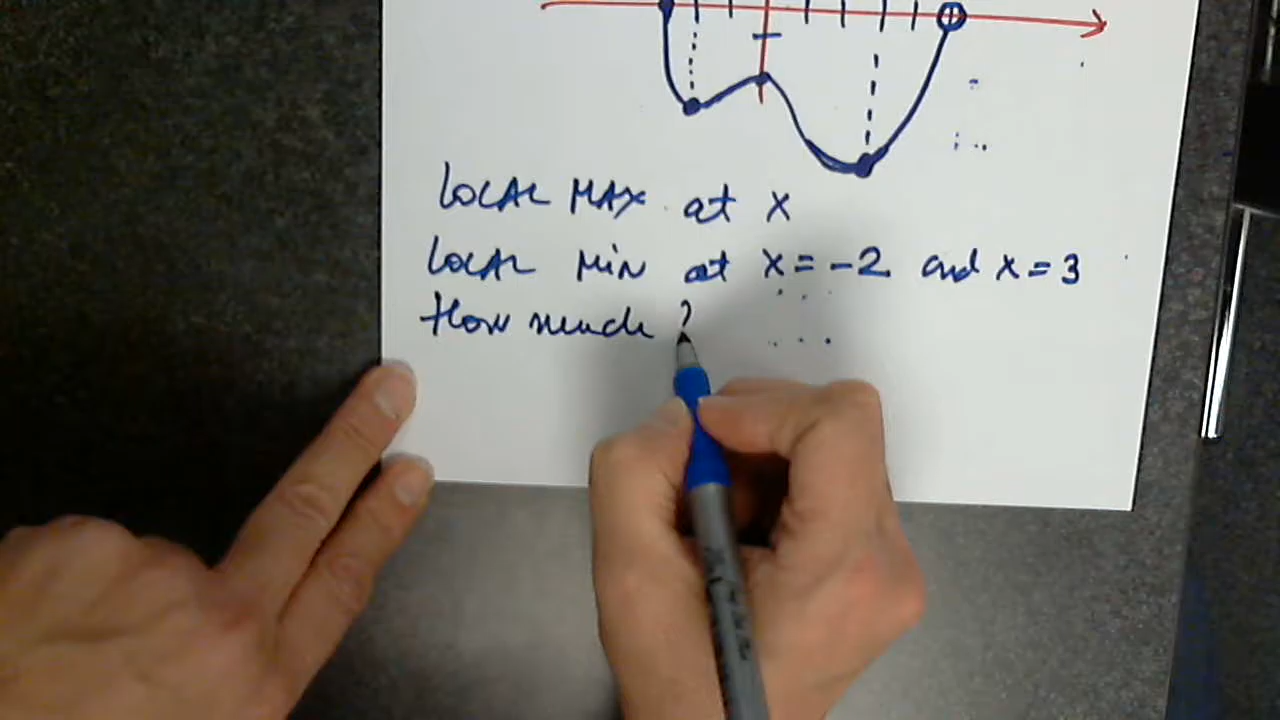 LOCAL MAX at x
LOCAL MIN at x = -2 and x = 3
How much ?